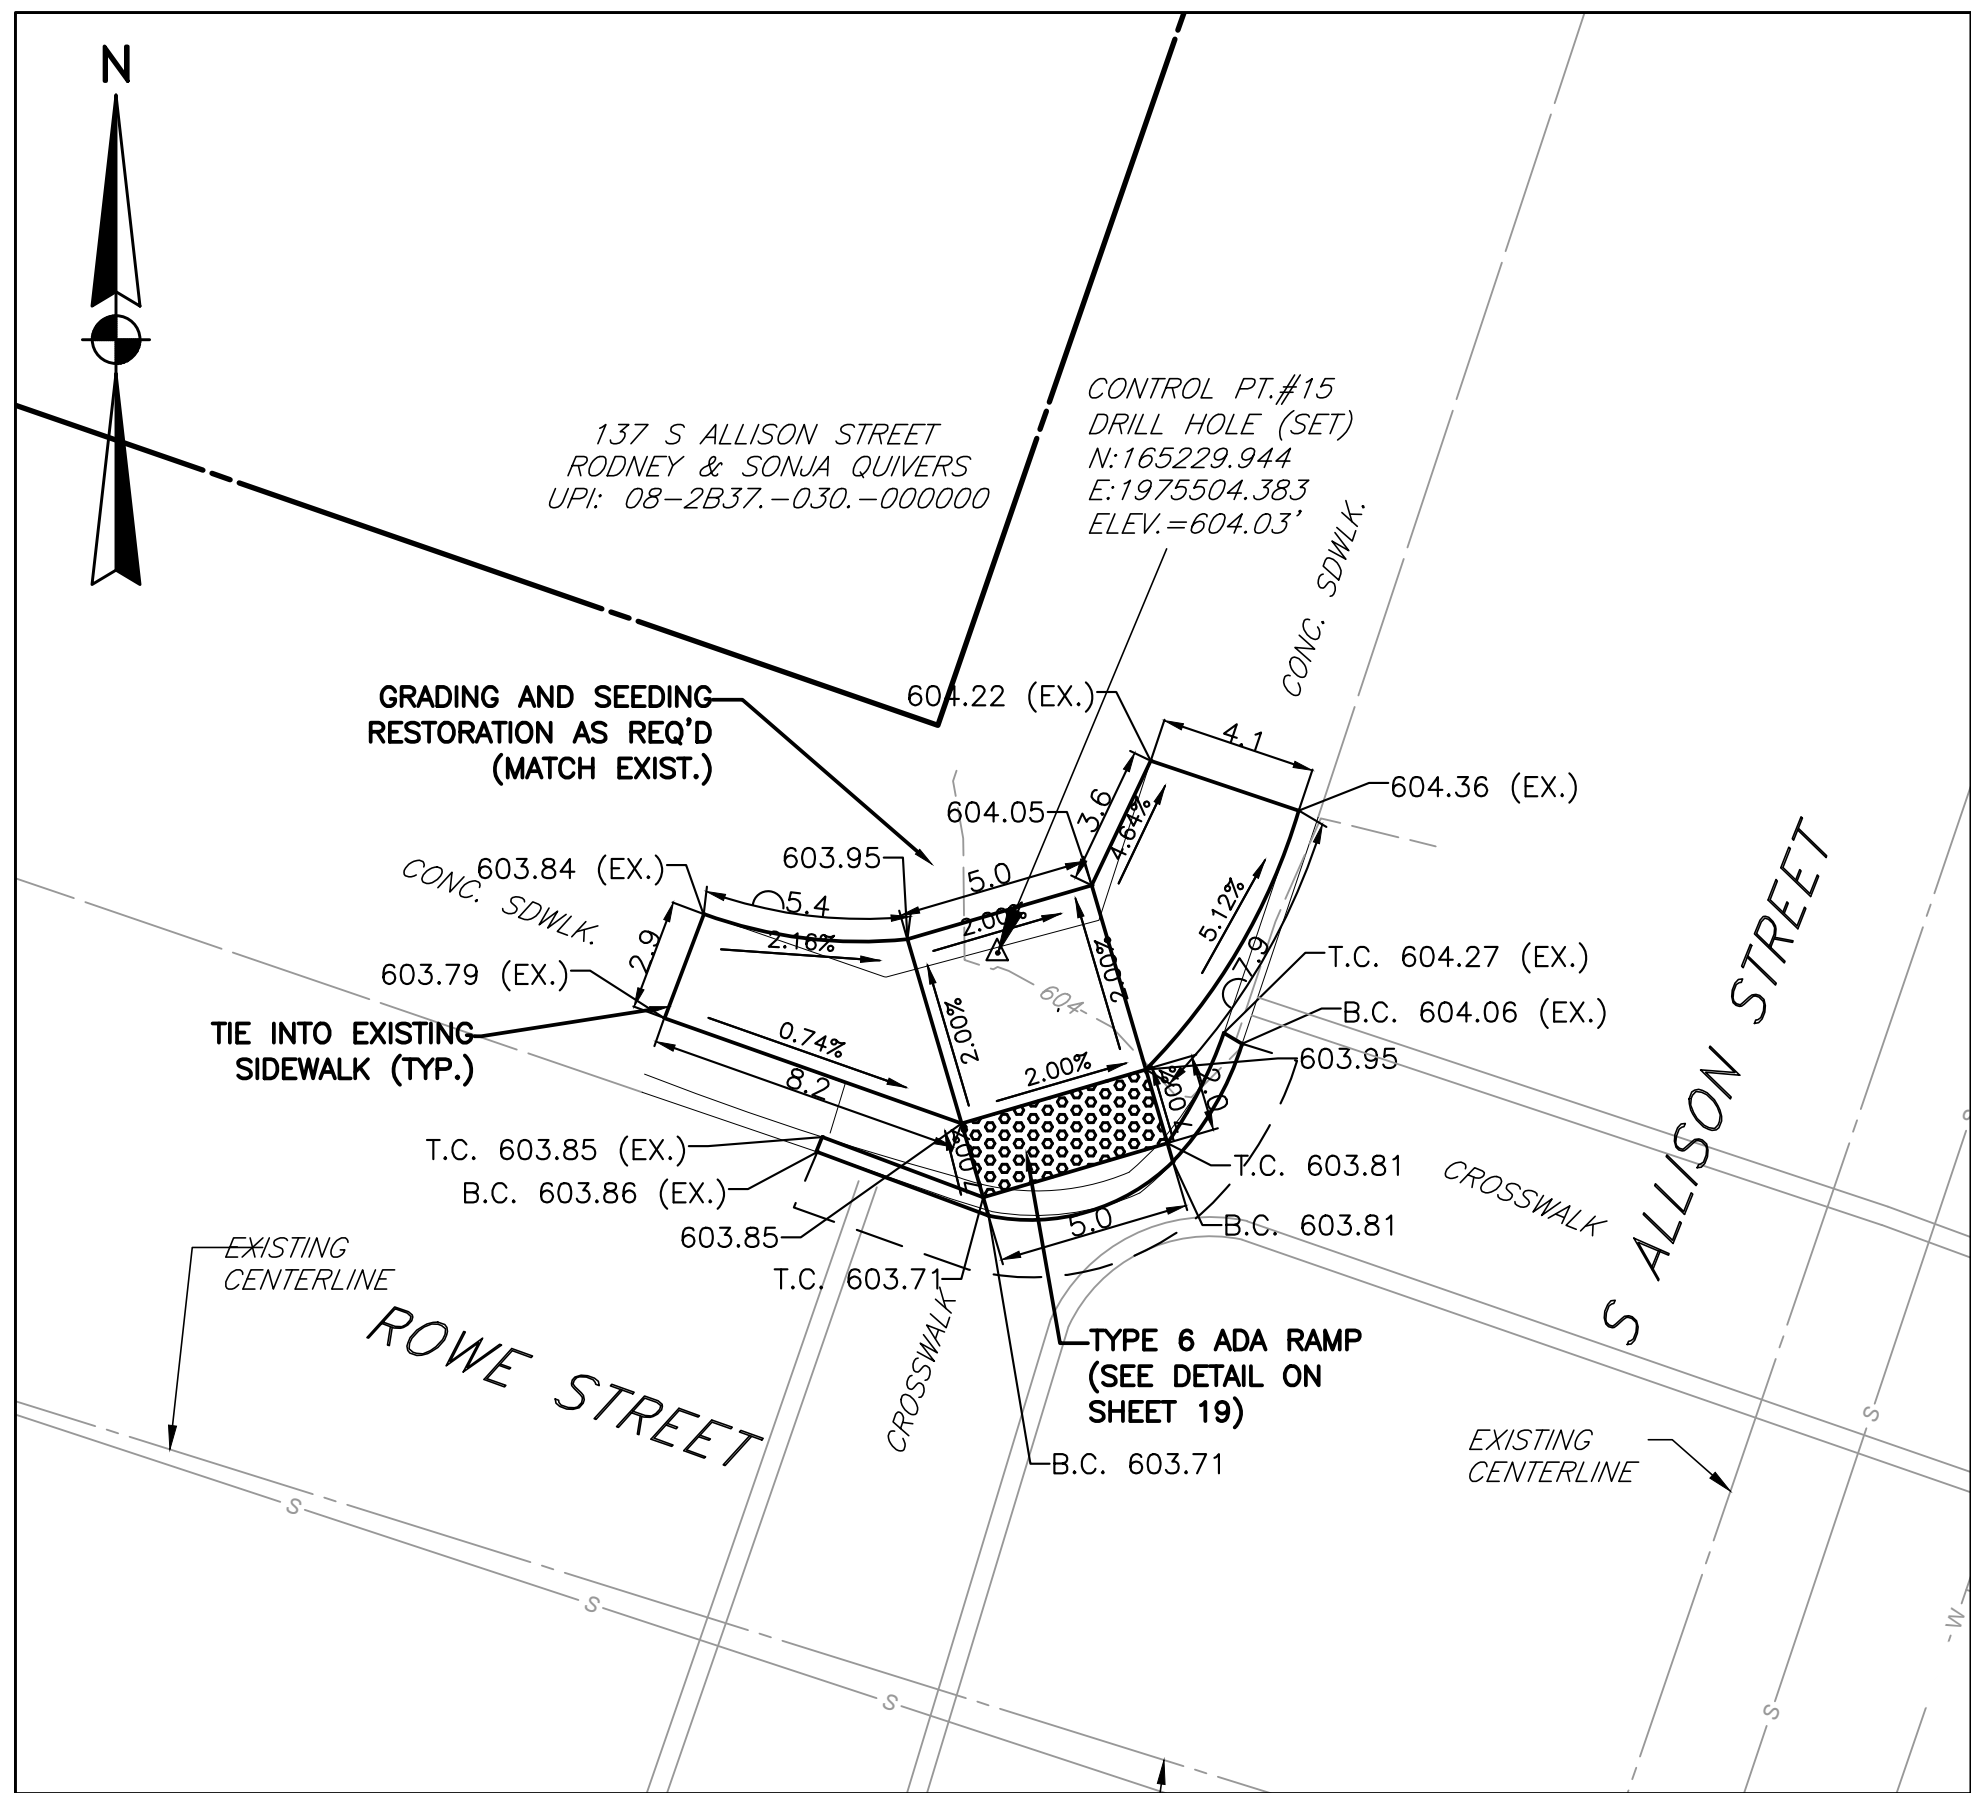 N
137 S ALLISON STREET
RODNEY & SONJA QUIVERS
UPI: 08-2B37.-030.-000000
CONTROL PT.#15
DRILL HOLE (SET)
N:165229.944
E:1975504.383
ELEV.=604.03'
CONC. SDWLK.
GRADING AND SEEDING
RESTORATION AS REQ'D
(MATCH EXIST.)
604.22 (EX.)
4.1
604.36 (EX.)
604.05
3.6
4.64%
603.95
5.0
603.84 (EX.)
CONC. SDWLK.
5.4
2.00%
5.12%
2.16%
2.9
7.9
T.C. 604.27 (EX.)
603.79 (EX.)
2.00%
604
B.C. 604.06 (EX.)
TIE INTO EXISTING
SIDEWALK (TYP.)
0.74%
2.00%
603.95
2.00%
8.2
7.00%
2.0
T.C. 603.85 (EX.)
7.00%
T.C. 603.81
CROSSWALK
B.C. 603.86 (EX.)
5.0
B.C. 603.81
603.85
T.C. 603.71
EXISTING
CENTERLINE
S ALLISON STREET
ROWE STREET
CROSSWALK
TYPE 6 ADA RAMP
(SEE DETAIL ON
SHEET 19)
B.C. 603.71
EXISTING
CENTERLINE
S
S
S
S
S
S
W